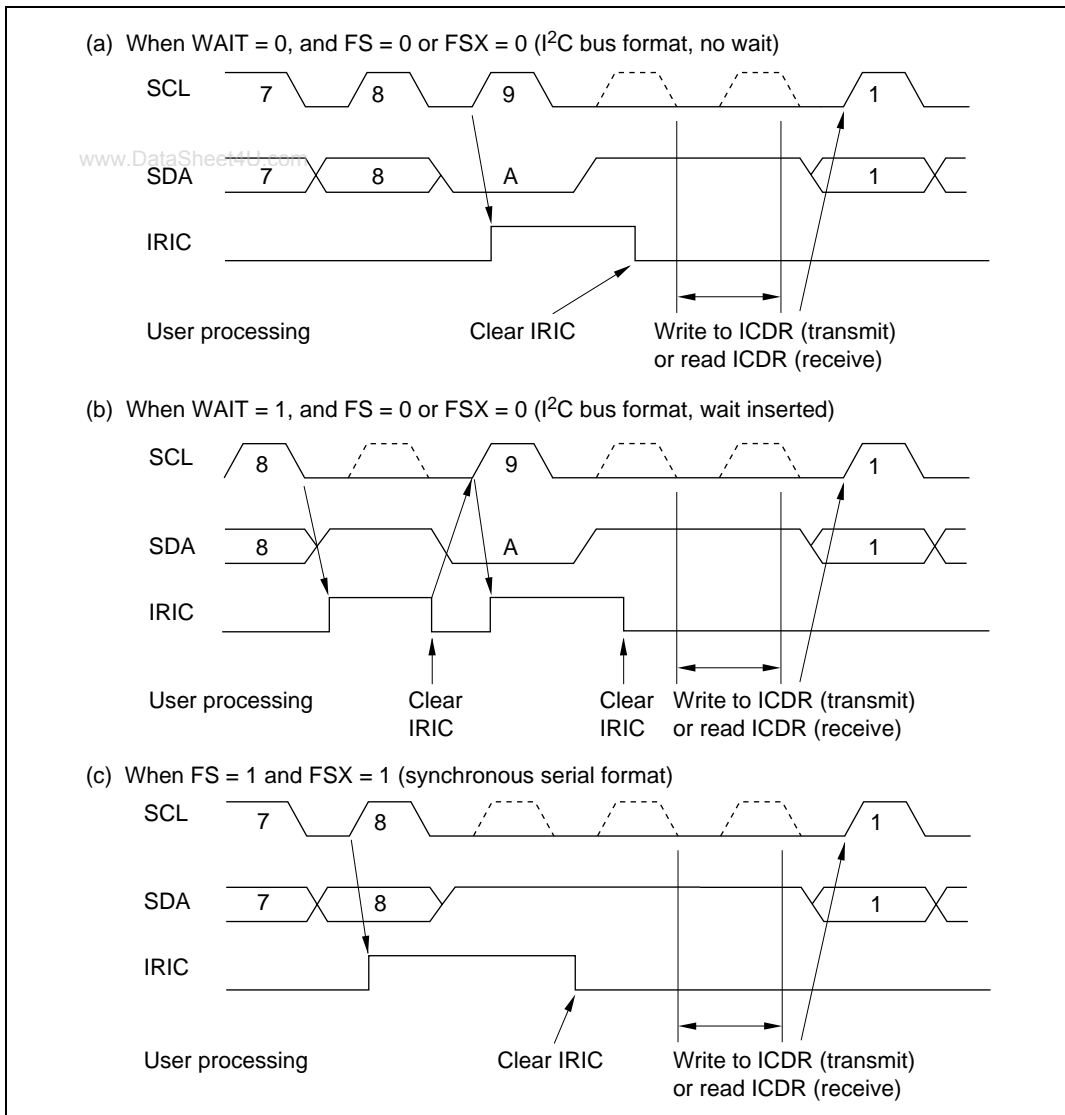 (a) When WAIT = 0, and FS = 0 or FSX = 0 (I²C bus format, no wait)
SCL 7 8 9 1
www.DataSheet4U.com
SDA 7 8 A 1
IRIC
User processing Clear IRIC Write to ICDR (transmit)
or read ICDR (receive)
(b) When WAIT = 1, and FS = 0 or FSX = 0 (I²C bus format, wait inserted)
SCL 8 9 1
SDA 8 A 1
IRIC
User processing Clear Clear Write to ICDR (transmit)
IRIC IRIC or read ICDR (receive)
(c) When FS = 1 and FSX = 1 (synchronous serial format)
SCL 7 8 1
SDA 7 8 1
IRIC
User processing Clear IRIC Write to ICDR (transmit)
or read ICDR (receive)